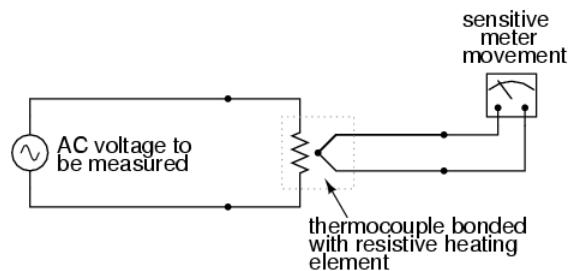 sensitive
meter
movement
AC voltage to
be measured
thermocouple bonded
with resistive heating
element